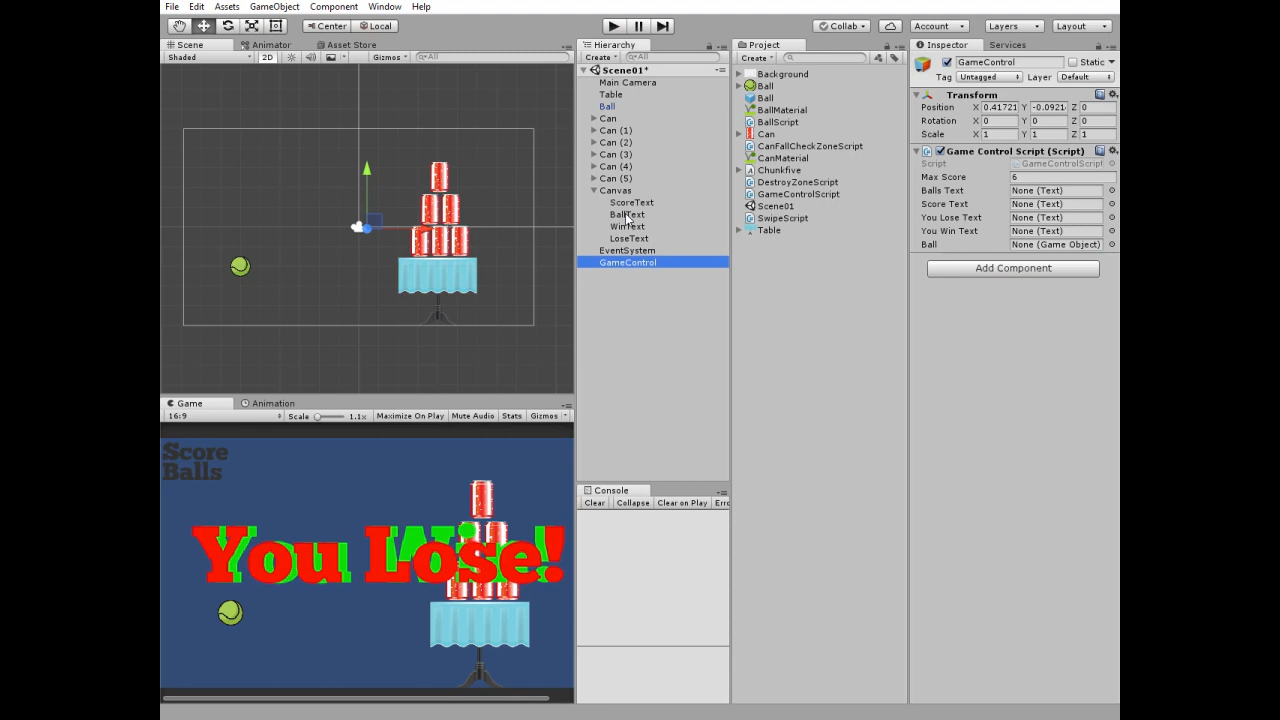 File Edit Assets GameObject Component Window Help
Center Local Collab Account Layers Layout
Scene Animator Asset Store
Shaded 2D Gizmos All
Hierarchy
Create All
Scene01*
Main Camera
Table
Ball
Can
Can (1)
Can (2)
Can (3)
Can (4)
Can (5)
Canvas
ScoreText
BallText
WinText
LoseText
EventSystem
GameControl
Project
Create
Background
Ball
Ball
BallMaterial
BallScript
Can
CanFallCheckZoneScript
CanMaterial
Chunkfive
DestroyZoneScript
GameControlScript
Scene01
SwipeScript
Table
Inspector Services
GameControl Static
Tag Untagged Layer Default
Transform
Position X 0.41721 Y -0.0921 Z 0
Rotation X 0 Y 0 Z 0
Scale X 1 Y 1 Z 1
Game Control Script (Script)
Script GameControlScript
Max Score 6
Balls Text None (Text)
Score Text None (Text)
You Lose Text None (Text)
You Win Text None (Text)
Ball None (Game Object)
Add Component
Game Animation
16:9 Scale 1.1x Maximize On Play Mute Audio Stats Gizmos
Score
Balls
You Lose!
Console
Clear Collapse Clear on Play Erro